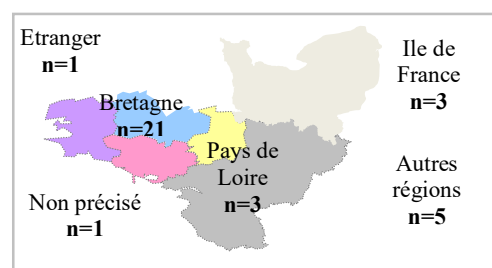 Etranger
n=1
Ile de
France
n=3
Bretagne
n=21
Pays de
Loire
n=3
Autres
régions
n=5
Non précisé
n=1